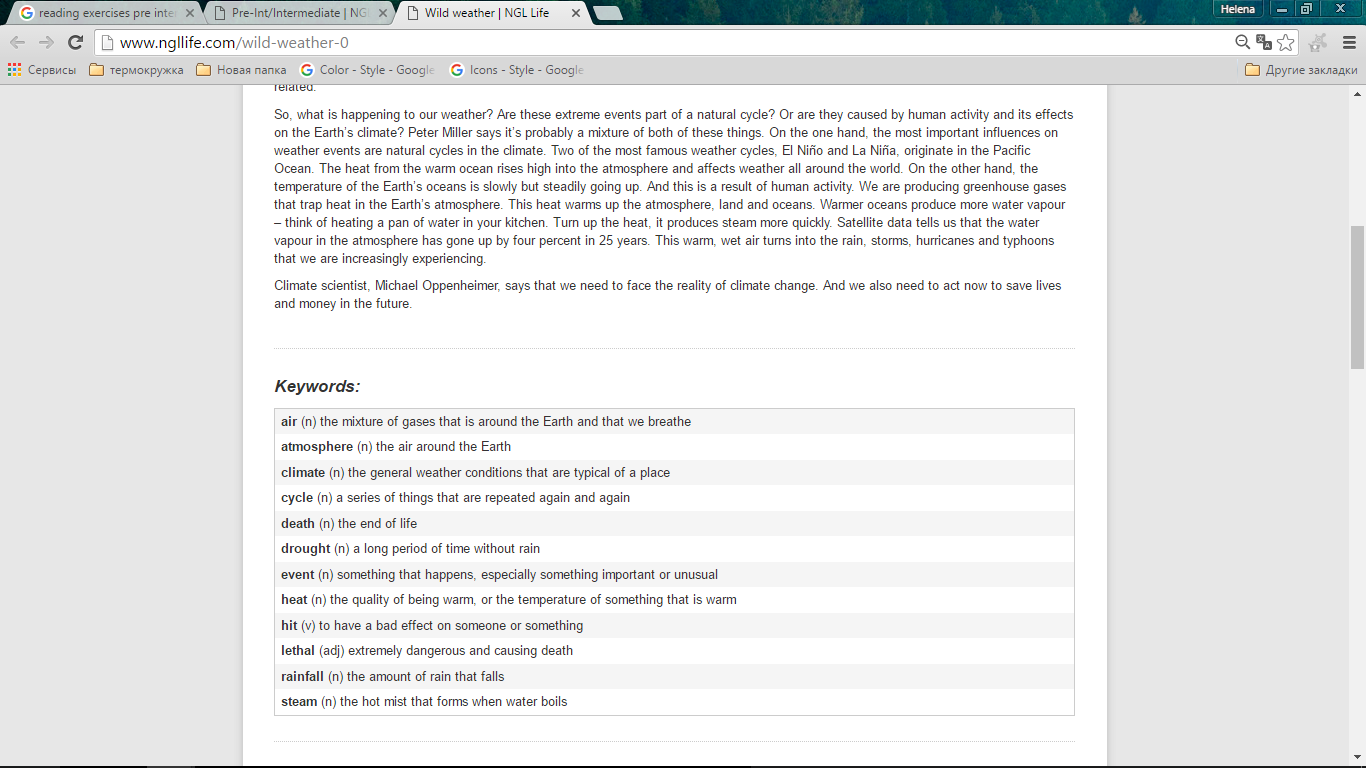 reading exercises pre inte
Pre-Int/Intermediate | NG
Wild weather | NGL Life
Helena
www.ngllife.com/wild-weather-0
Сервисы
термокружка
Новая папка
Color - Style - Google
Icons - Style - Google
Другие закладки
related.
So, what is happening to our weather? Are these extreme events part of a natural cycle? Or are they caused by human activity and its effects
on the Earth's climate? Peter Miller says it's probably a mixture of both of these things. On the one hand, the most important influences on
weather events are natural cycles in the climate. Two of the most famous weather cycles, El Niño and La Niña, originate in the Pacific
Ocean. The heat from the warm ocean rises high into the atmosphere and affects weather all around the world. On the other hand, the
temperature of the Earth's oceans is slowly but steadily going up. And this is a result of human activity. We are producing greenhouse gases
that trap heat in the Earth's atmosphere. This heat warms up the atmosphere, land and oceans. Warmer oceans produce more water vapour
– think of heating a pan of water in your kitchen. Turn up the heat, it produces steam more quickly. Satellite data tells us that the water
vapour in the atmosphere has gone up by four percent in 25 years. This warm, wet air turns into the rain, storms, hurricanes and typhoons
that we are increasingly experiencing.
Climate scientist, Michael Oppenheimer, says that we need to face the reality of climate change. And we also need to act now to save lives
and money in the future.
Keywords:
air (n) the mixture of gases that is around the Earth and that we breathe
atmosphere (n) the air around the Earth
climate (n) the general weather conditions that are typical of a place
cycle (n) a series of things that are repeated again and again
death (n) the end of life
drought (n) a long period of time without rain
event (n) something that happens, especially something important or unusual
heat (n) the quality of being warm, or the temperature of something that is warm
hit (v) to have a bad effect on someone or something
lethal (adj) extremely dangerous and causing death
rainfall (n) the amount of rain that falls
steam (n) the hot mist that forms when water boils